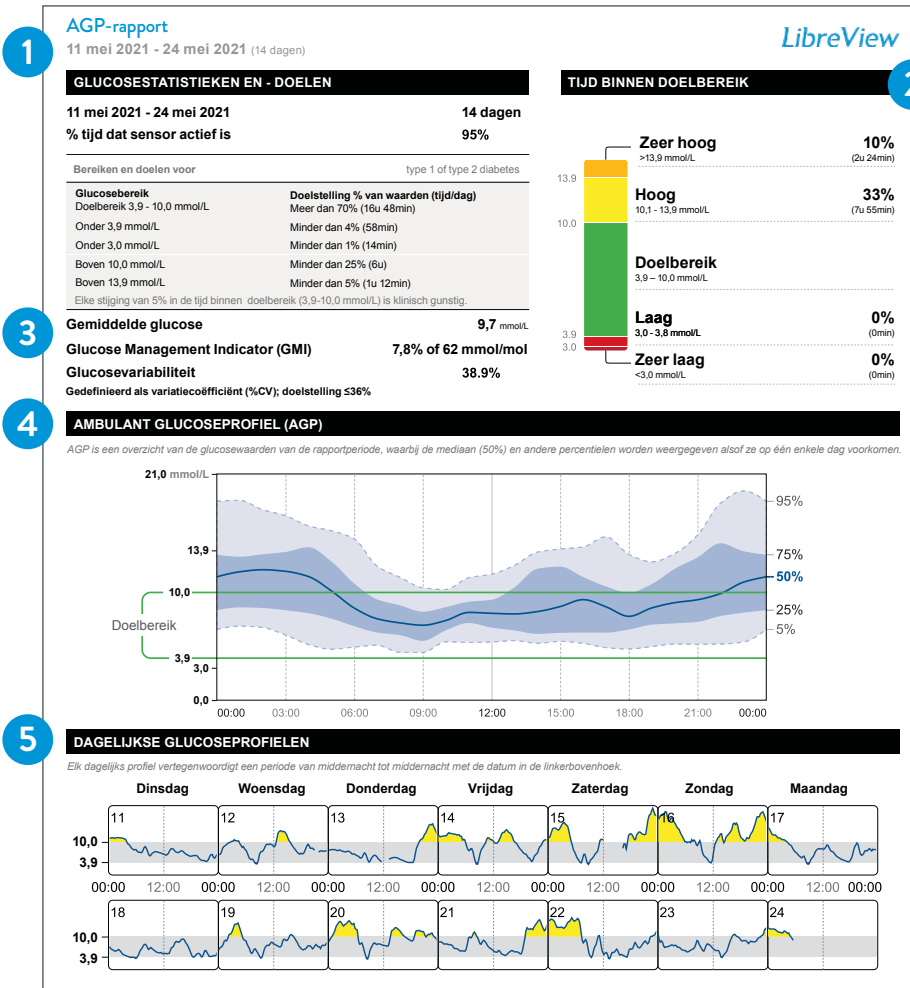 1
AGP-rapport
11 mei 2021 - 24 mei 2021 (14 dagen)
LibreView
GLUCOSESTATISTIEKEN EN - DOELEN
11 mei 2021 - 24 mei 2021 14 dagen
% tijd dat sensor actief is 95%
Bereiken en doelen voor type 1 of type 2 diabetes
Glucosebereik Doelstelling % van waarden (tijd/dag)
Doelbereik 3,9 - 10,0 mmol/L Meer dan 70% (16u 48min)
Onder 3,9 mmol/L Minder dan 4% (58min)
Onder 3,0 mmol/L Minder dan 1% (14min)
Boven 10,0 mmol/L Minder dan 25% (6u)
Boven 13,9 mmol/L Minder dan 5% (1u 12min)
Elke stijging van 5% in de tijd binnen doelbereik (3,9-10,0 mmol/L) is klinisch gunstig.
3
Gemiddelde glucose 9,7 mmol/L
Glucose Management Indicator (GMI) 7,8% of 62 mmol/mol
Glucosevariabiliteit 38.9%
Gedefinieerd als variatiecoëfficiënt (%CV); doelstelling ≤36%
TIJD BINNEN DOELBEREIK
Zeer hoog 10%
>13,9 mmol/L (2u 24min)
13.9
Hoog 33%
10,1 - 13,9 mmol/L (7u 55min)
10.0
Doelbereik
3,9 – 10,0 mmol/L
Laag 0%
3,0 - 3,8 mmol/L (0min)
3.9
3.0
Zeer laag 0%
<3,0 mmol/L (0min)
4
AMBULANT GLUCOSEPROFIEL (AGP)
AGP is een overzicht van de glucosewaarden van de rapportperiode, waarbij de mediaan (50%) en andere percentielen worden weergegeven alsof ze op één enkele dag voorkomen.
21,0 mmol/L
95%
13,9
75%
50%
10,0
25%
Doelbereik
5%
3,9
3,0
0,0
00:00 03:00 06:00 09:00 12:00 15:00 18:00 21:00 00:00
5
DAGELIJKSE GLUCOSEPROFIELEN
Elk dagelijks profiel vertegenwoordigt een periode van middernacht tot middernacht met de datum in de linkerbovenhoek.
Dinsdag Woensdag Donderdag Vrijdag Zaterdag Zondag Maandag
11 12 13 14 15 16 17
10,0
3,9
00:00 12:00 00:00 12:00 00:00 12:00 00:00 12:00 00:00 12:00 00:00 12:00 00:00 12:00 00:00
18 19 20 21 22 23 24
10,0
3,9